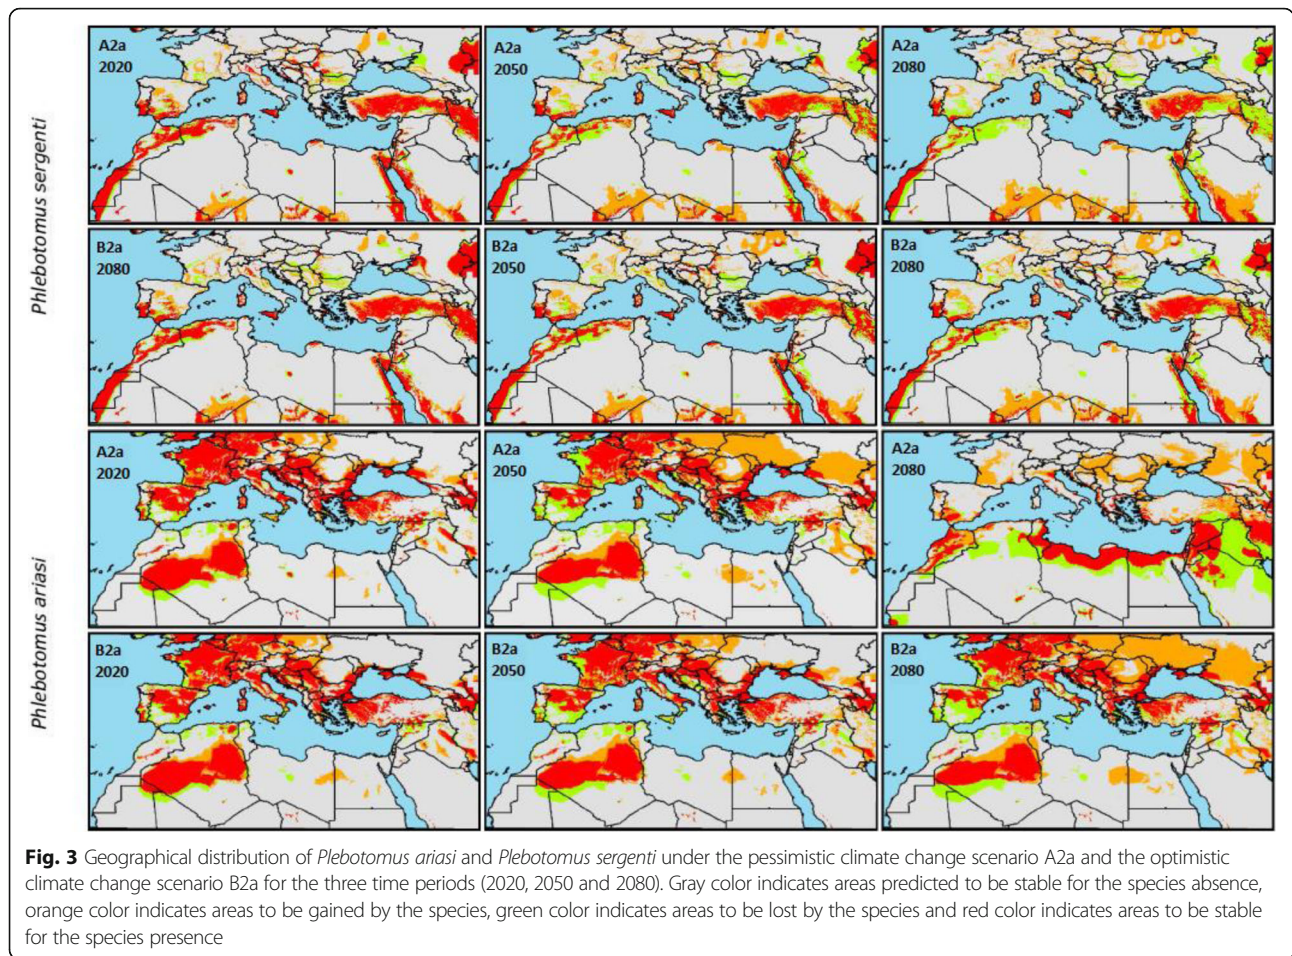 Phlebotomus sergenti
A2a
2020
A2a
2050
A2a
2080
B2a
2080
B2a
2050
B2a
2080
Phlebotomus ariasi
A2a
2020
A2a
2050
A2a
2080
B2a
2020
B2a
2050
B2a
2080
Fig. 3 Geographical distribution of Plebotomus ariasi and Plebotomus sergenti under the pessimistic climate change scenario A2a and the optimistic
climate change scenario B2a for the three time periods (2020, 2050 and 2080). Gray color indicates areas predicted to be stable for the species absence,
orange color indicates areas to be gained by the species, green color indicates areas to be lost by the species and red color indicates areas to be stable
for the species presence